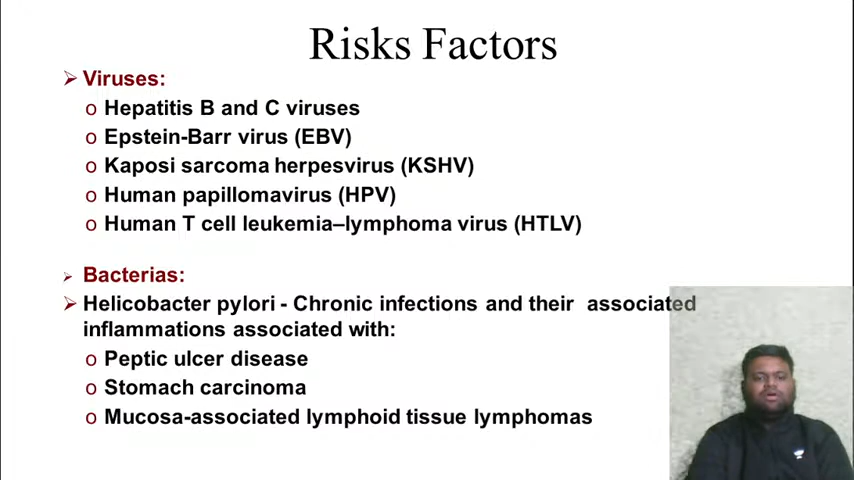 Risks Factors
Viruses:
Hepatitis B and C viruses
Epstein-Barr virus (EBV)
Kaposi sarcoma herpesvirus (KSHV)
Human papillomavirus (HPV)
Human T cell leukemia–lymphoma virus (HTLV)
Bacterias:
Helicobacter pylori - Chronic infections and their associated
inflammations associated with:
Peptic ulcer disease
Stomach carcinoma
Mucosa-associated lymphoid tissue lymphomas